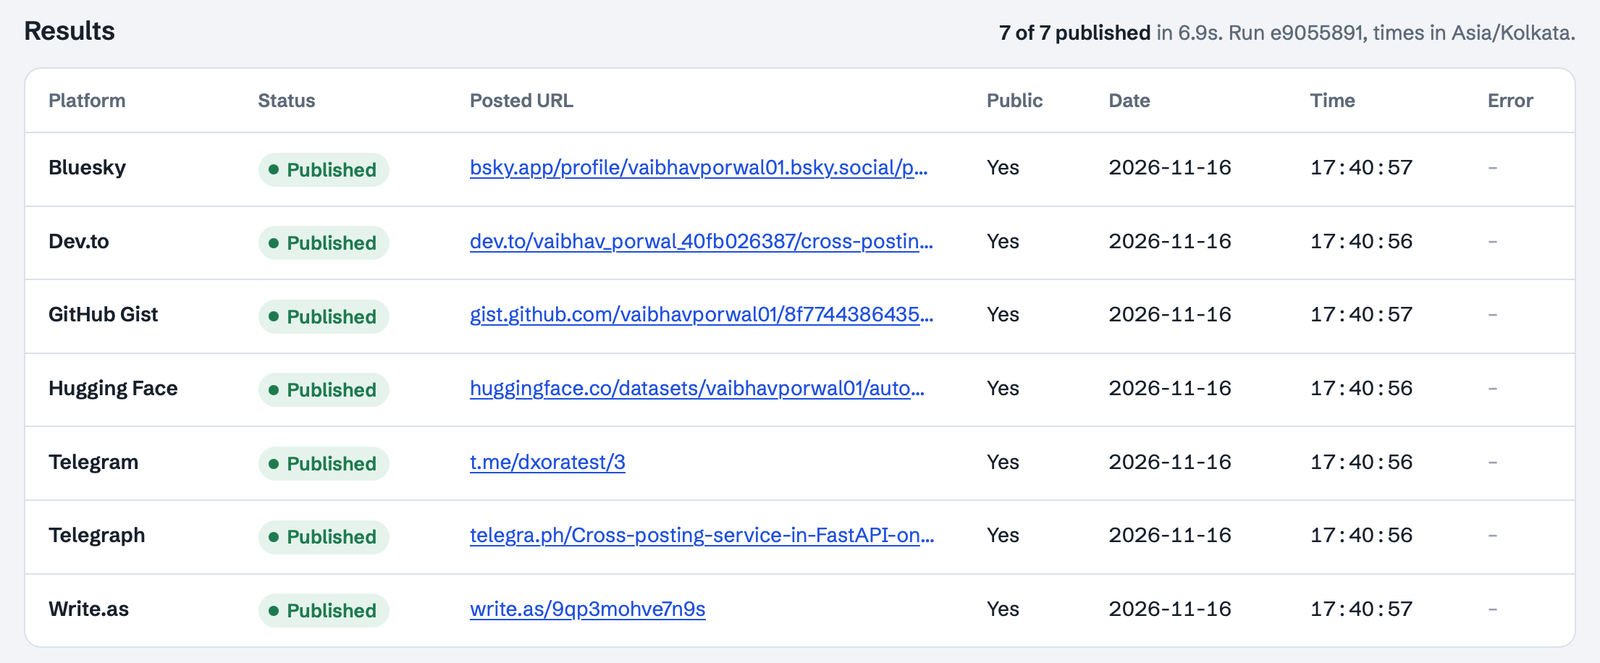 Results
7 of 7 published in 6.9s. Run e9055891, times in Asia/Kolkata.
Platform Status Posted URL Public Date Time Error
Bluesky Published bsky.app/profile/vaibhavporwal01.bsky.social/p... Yes 2026-11-16 17:40:57 –
Dev.to Published dev.to/vaibhav_porwal_40fb026387/cross-postin... Yes 2026-11-16 17:40:56 –
GitHub Gist Published gist.github.com/vaibhavporwal01/8f7744386435... Yes 2026-11-16 17:40:57 –
Hugging Face Published huggingface.co/datasets/vaibhavporwal01/auto... Yes 2026-11-16 17:40:56 –
Telegram Published t.me/dxoratest/3 Yes 2026-11-16 17:40:56 –
Telegraph Published telegra.ph/Cross-posting-service-in-FastAPI-on... Yes 2026-11-16 17:40:56 –
Write.as Published write.as/9qp3mohve7n9s Yes 2026-11-16 17:40:57 –